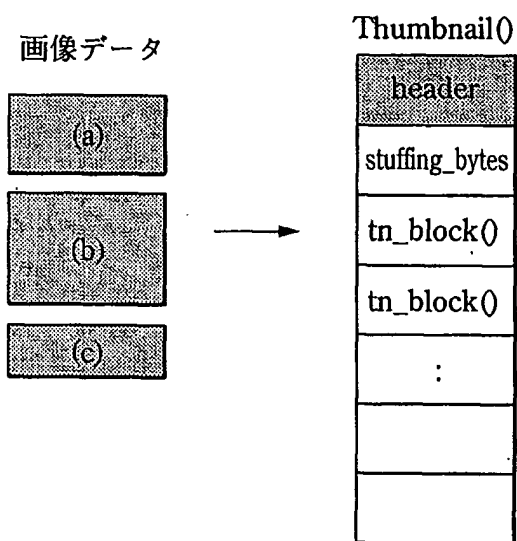 画像データ
(a)
(b)
(c)
Thumbnail()
header
stuffing_bytes
tn_block()
tn_block()
: